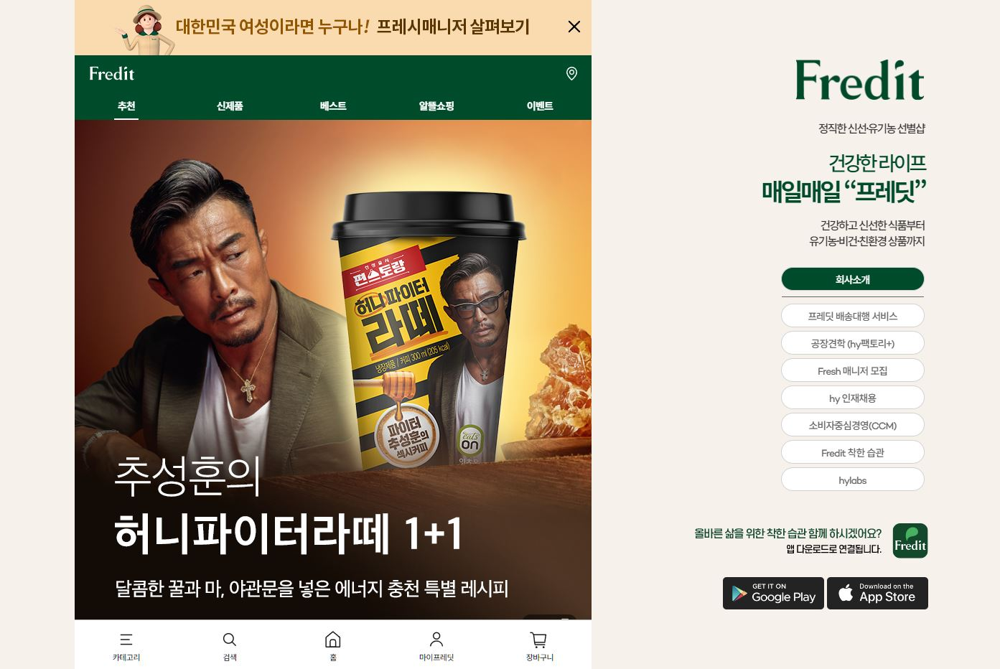 대한민국 여성이라면 누구나! 프레시매니저 살펴보기
Fredit
추천
신제품
베스트
알뜰쇼핑
이벤트
신상출시
편스토랑
허니파이터
라떼
냉장제품 / 커피 300 ml (205 kcal)
파이터
추성훈의
섹시커피
eats
on
추성훈의
허니파이터라떼 1+1
달콤한 꿀과 마, 야관문을 넣은 에너지 충천 특별 레시피
카테고리
검색
홈
마이프레딧
장바구니
Fredit
정직한 신선·유기농 선별샵
건강한 라이프
매일매일 “프레딧”
건강하고 신선한 식품부터
유기농·비건·친환경 상품까지
회사소개
프레딧 배송대행 서비스
공장견학 (hy팩토리+)
Fresh 매니저 모집
hy 인재채용
소비자중심경영(CCM)
Fredit 착한 습관
hylabs
올바른 삶을 위한 착한 습관 함께 하시겠어요?
앱 다운로드로 연결됩니다.
Fredit
GET IT ON
Google Play
Download on the
App Store